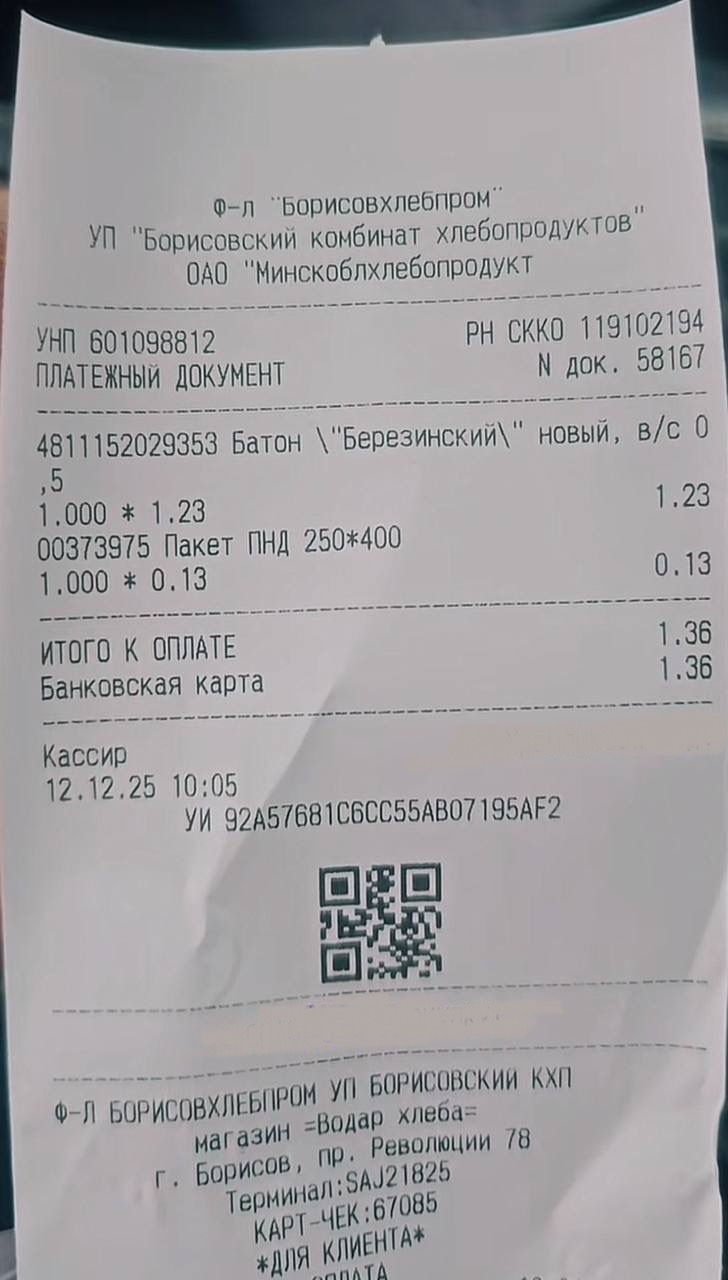 Ф-л "Борисовхлебпром"
УП "Борисовский комбинат хлебопродуктов"
ОАО "Минскоблхлебопродукт
УНП 601098812 РН СККО 119102194
ПЛАТЕЖНЫЙ ДОКУМЕНТ N док. 58167
4811152029353 Батон \"Березинский\" новый, в/с 0
,5
1.000 * 1.23 1.23
00373975 Пакет ПНД 250*400
1.000 * 0.13 0.13
ИТОГО К ОПЛАТЕ 1.36
Банковская карта 1.36
Кассир
12.12.25 10:05
УИ 92A57681C6CC55AB07195AF2
Ф-Л БОРИСОВХЛЕБПРОМ УП БОРИСОВСКИЙ КХП
магазин =Водар хлеба=
г. Борисов, пр. Революции 78
Терминал:SAJ21825
КАРТ-ЧЕК:67085
*ДЛЯ КЛИЕНТА*
ОПЛАТА